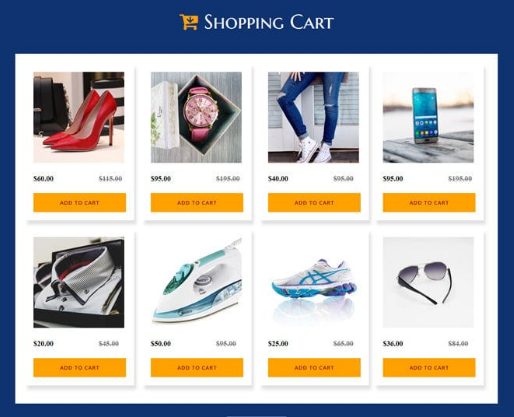 Shopping Cart
$60.00 $115.00
$95.00 $195.00
$40.00 $95.00
$95.00 $195.00
ADD TO CART
ADD TO CART
ADD TO CART
ADD TO CART
$20.00 $45.00
$50.00 $95.00
$25.00 $65.00
$36.00 $84.00
ADD TO CART
ADD TO CART
ADD TO CART
ADD TO CART